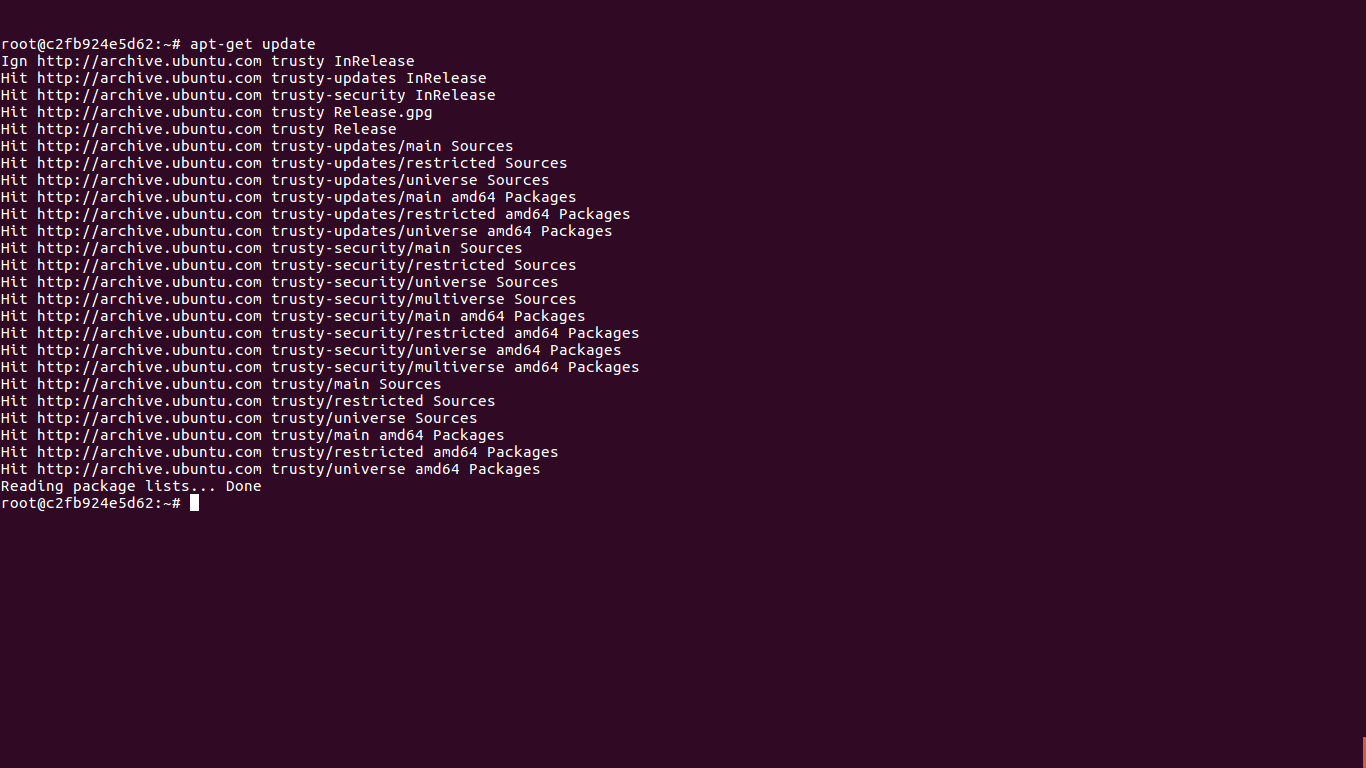 root@c2fb924e5d62:~# apt-get update
Ign http://archive.ubuntu.com trusty InRelease
Hit http://archive.ubuntu.com trusty-updates InRelease
Hit http://archive.ubuntu.com trusty-security InRelease
Hit http://archive.ubuntu.com trusty Release.gpg
Hit http://archive.ubuntu.com trusty Release
Hit http://archive.ubuntu.com trusty-updates/main Sources
Hit http://archive.ubuntu.com trusty-updates/restricted Sources
Hit http://archive.ubuntu.com trusty-updates/universe Sources
Hit http://archive.ubuntu.com trusty-updates/main amd64 Packages
Hit http://archive.ubuntu.com trusty-updates/restricted amd64 Packages
Hit http://archive.ubuntu.com trusty-updates/universe amd64 Packages
Hit http://archive.ubuntu.com trusty-security/main Sources
Hit http://archive.ubuntu.com trusty-security/restricted Sources
Hit http://archive.ubuntu.com trusty-security/universe Sources
Hit http://archive.ubuntu.com trusty-security/multiverse Sources
Hit http://archive.ubuntu.com trusty-security/main amd64 Packages
Hit http://archive.ubuntu.com trusty-security/restricted amd64 Packages
Hit http://archive.ubuntu.com trusty-security/universe amd64 Packages
Hit http://archive.ubuntu.com trusty-security/multiverse amd64 Packages
Hit http://archive.ubuntu.com trusty/main Sources
Hit http://archive.ubuntu.com trusty/restricted Sources
Hit http://archive.ubuntu.com trusty/universe Sources
Hit http://archive.ubuntu.com trusty/main amd64 Packages
Hit http://archive.ubuntu.com trusty/restricted amd64 Packages
Hit http://archive.ubuntu.com trusty/universe amd64 Packages
Reading package lists... Done
root@c2fb924e5d62:~#